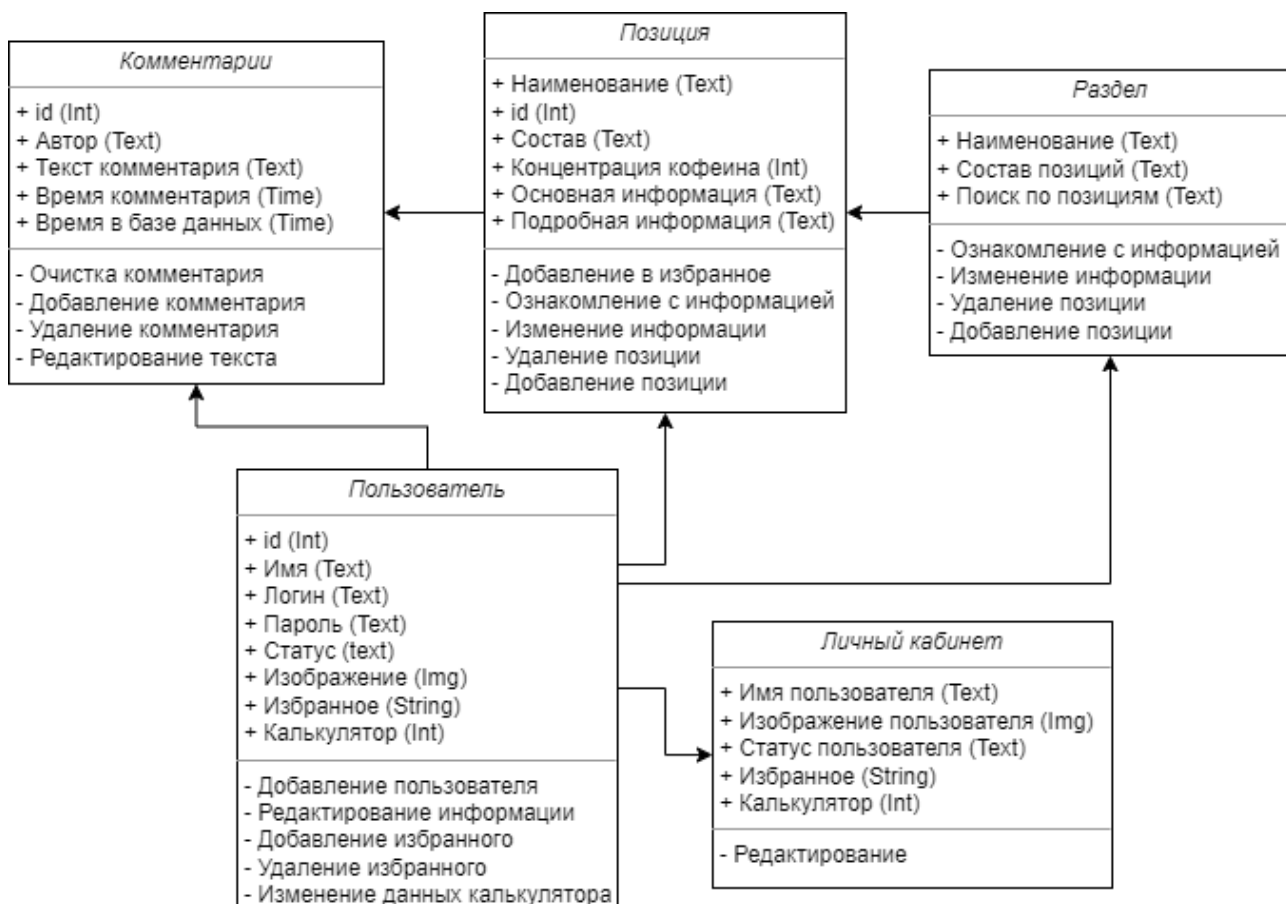 Комментарии
+ id (Int)
+ Автор (Text)
+ Текст комментария (Text)
+ Время комментария (Time)
+ Время в базе данных (Time)
- Очистка комментария
- Добавление комментария
- Удаление комментария
- Редактирование текста
Позиция
+ Наименование (Text)
+ id (Int)
+ Состав (Text)
+ Концентрация кофеина (Int)
+ Основная информация (Text)
+ Подробная информация (Text)
- Добавление в избранное
- Ознакомление с информацией
- Изменение информации
- Удаление позиции
- Добавление позиции
Раздел
+ Наименование (Text)
+ Состав позиций (Text)
+ Поиск по позициям (Text)
- Ознакомление с информацией
- Изменение информации
- Удаление позиции
- Добавление позиции
Пользователь
+ id (Int)
+ Имя (Text)
+ Логин (Text)
+ Пароль (Text)
+ Статус (text)
+ Изображение (Img)
+ Избранное (String)
+ Калькулятор (Int)
- Добавление пользователя
- Редактирование информации
- Добавление избранного
- Удаление избранного
- Изменение данных калькулятора
Личный кабинет
+ Имя пользователя (Text)
+ Изображение пользователя (Img)
+ Статус пользователя (Text)
+ Избранное (String)
+ Калькулятор (Int)
- Редактирование